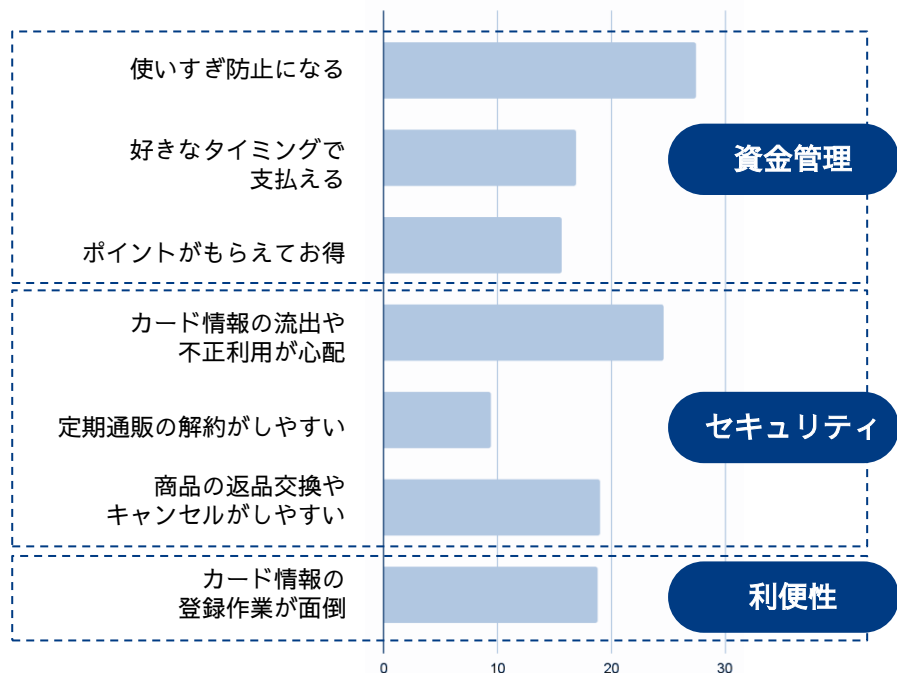 使いすぎ防止になる
好きなタイミングで
支払える
ポイントがもらえてお得
資金管理
カード情報の流出や
不正利用が心配
定期通販の解約がしやすい
商品の返品交換や
キャンセルがしやすい
セキュリティ
カード情報の
登録作業が面倒
利便性
0 10 20 30